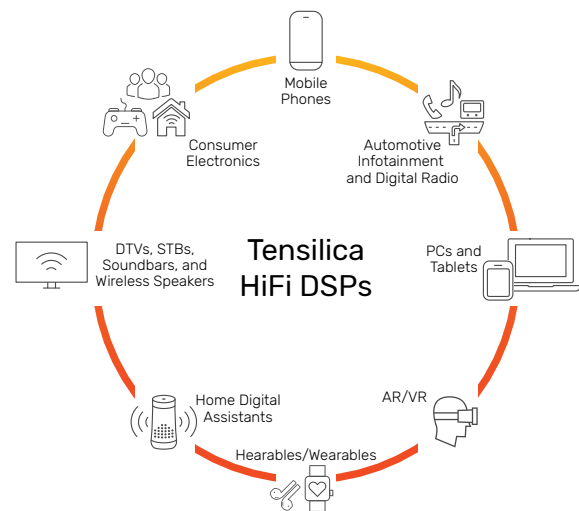 Mobile
Phones
Consumer
Electronics
Automotive
Infotainment
and Digital Radio
DTVs, STBs,
Soundbars, and
Wireless Speakers
Tensilica
HiFi DSPs
PCs and
Tablets
Home Digital
Assistants
AR/VR
Hearables/Wearables